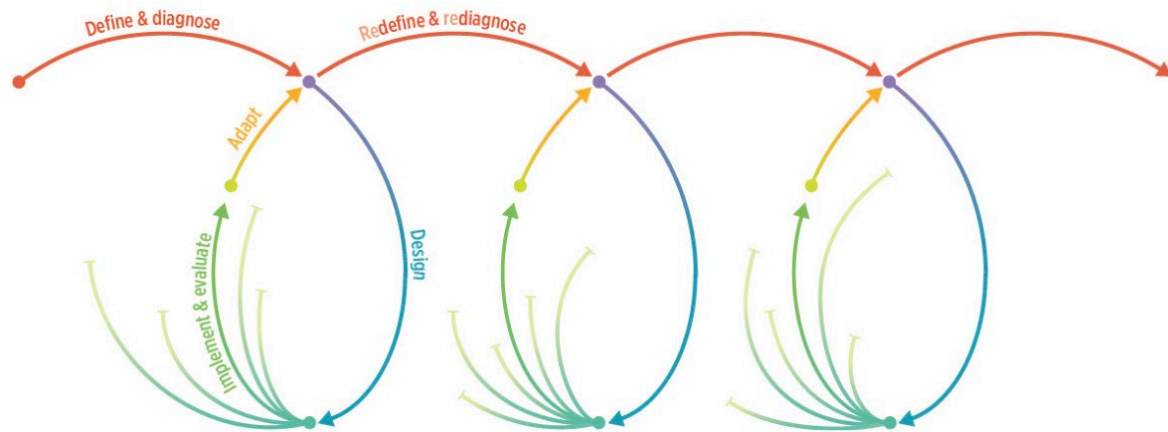 Define & diagnose
Redefine & rediagnose
Adapt
Design
Implement & evaluate